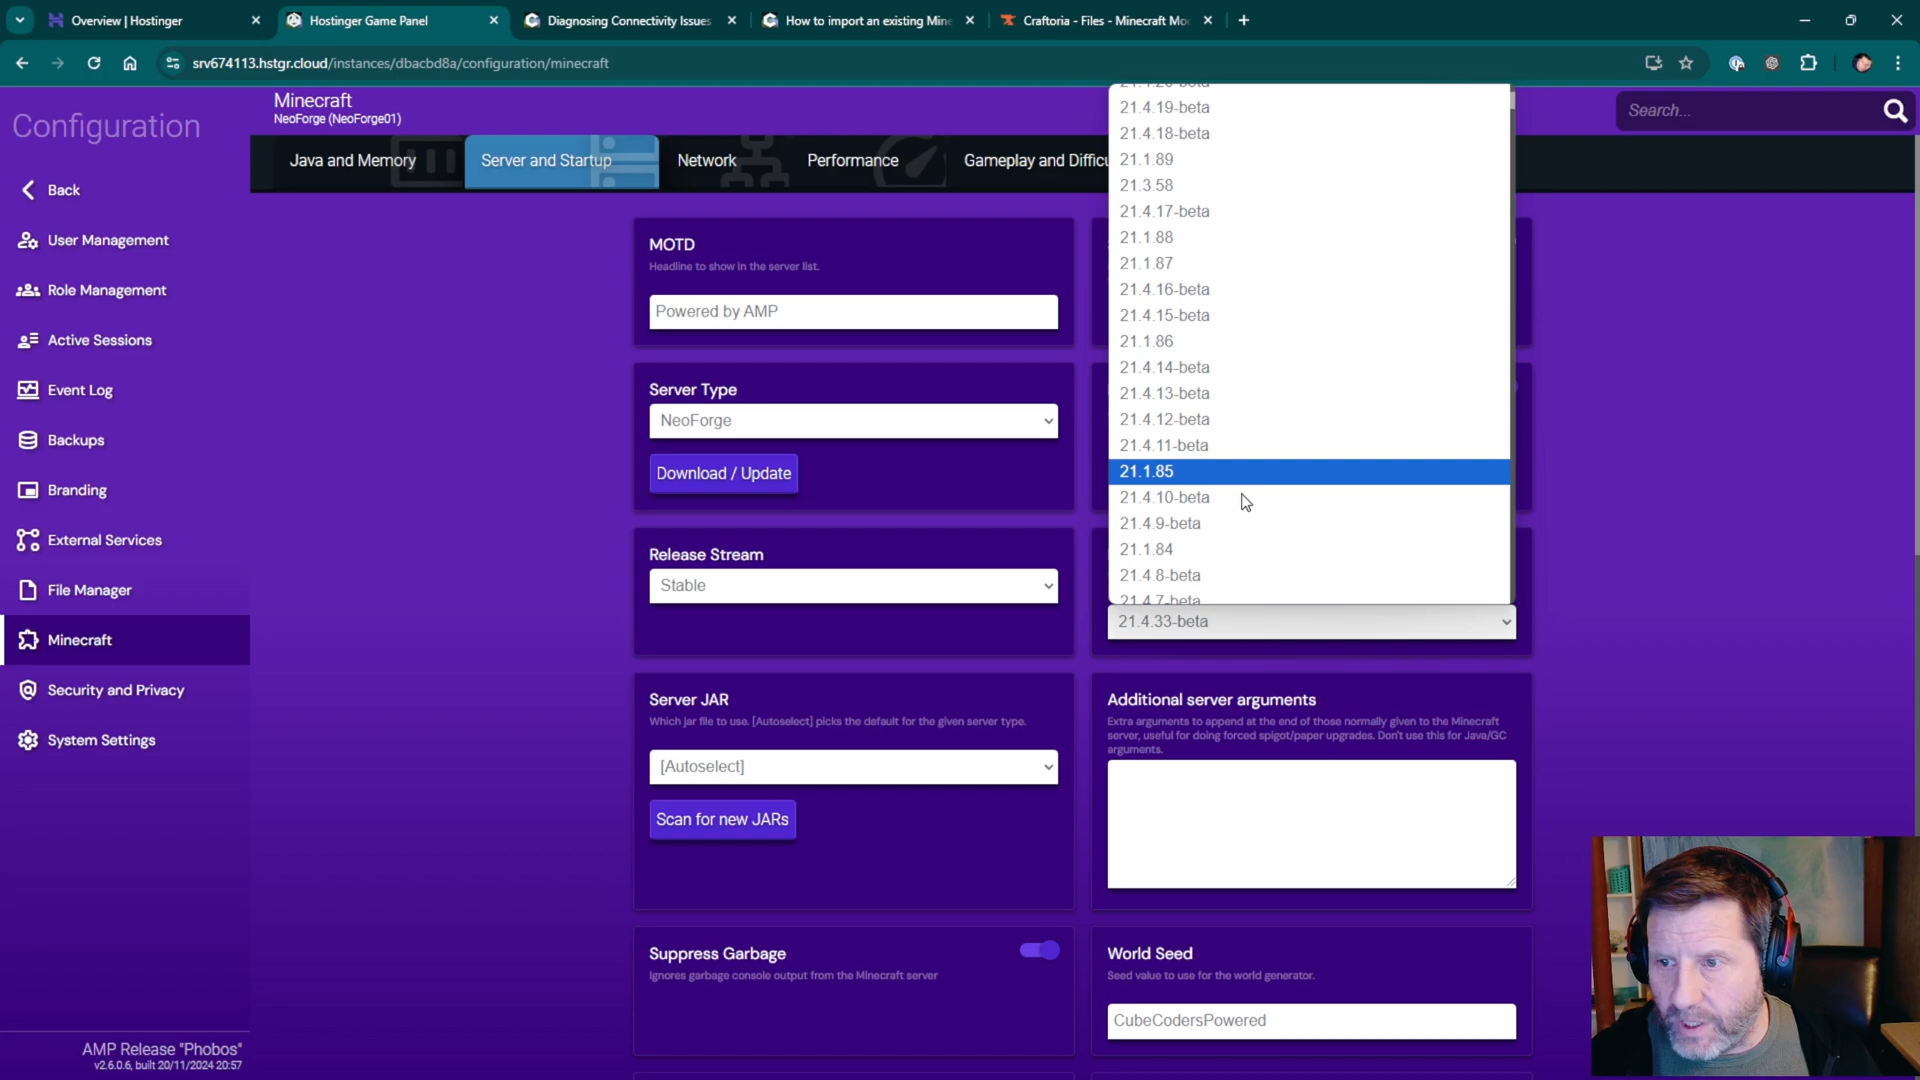 Overview | Hostinger
Hostinger Game Panel
Diagnosing Connectivity Issues
How to import an existing Mine
Craftoria - Files - Minecraft Mo
srv674113.hstgr.cloud/instances/dbacbd8a/configuration/minecraft
Configuration
Back
User Management
Role Management
Active Sessions
Event Log
Backups
Branding
External Services
File Manager
Minecraft
Security and Privacy
System Settings
AMP Release "Phobos"
v2.6.0.6, built 20/11/2024 20:57
Minecraft
NeoForge (NeoForge01)
Search...
Java and Memory
Server and Startup
Network
Performance
Gameplay and Difficu
MOTD
Headline to show in the server list.
Powered by AMP
Server Type
NeoForge
Download / Update
Release Stream
Stable
21.4.19-beta
21.4.18-beta
21.1.89
21.3.58
21.4.17-beta
21.1.88
21.1.87
21.4.16-beta
21.4.15-beta
21.1.86
21.4.14-beta
21.4.13-beta
21.4.12-beta
21.4.11-beta
21.1.85
21.4.10-beta
21.4.9-beta
21.1.84
21.4.8-beta
21.4.7-beta
21.4.33-beta
Server JAR
Which jar file to use. [Autoselect] picks the default for the given server type.
[Autoselect]
Scan for new JARs
Additional server arguments
Extra arguments to append at the end of those normally given to the Minecraft
server, useful for doing forced spigot/paper upgrades. Don't use this for Java/GC
arguments.
Suppress Garbage
Ignores garbage console output from the Minecraft server
World Seed
Seed value to use for the world generator.
CubeCodersPowered